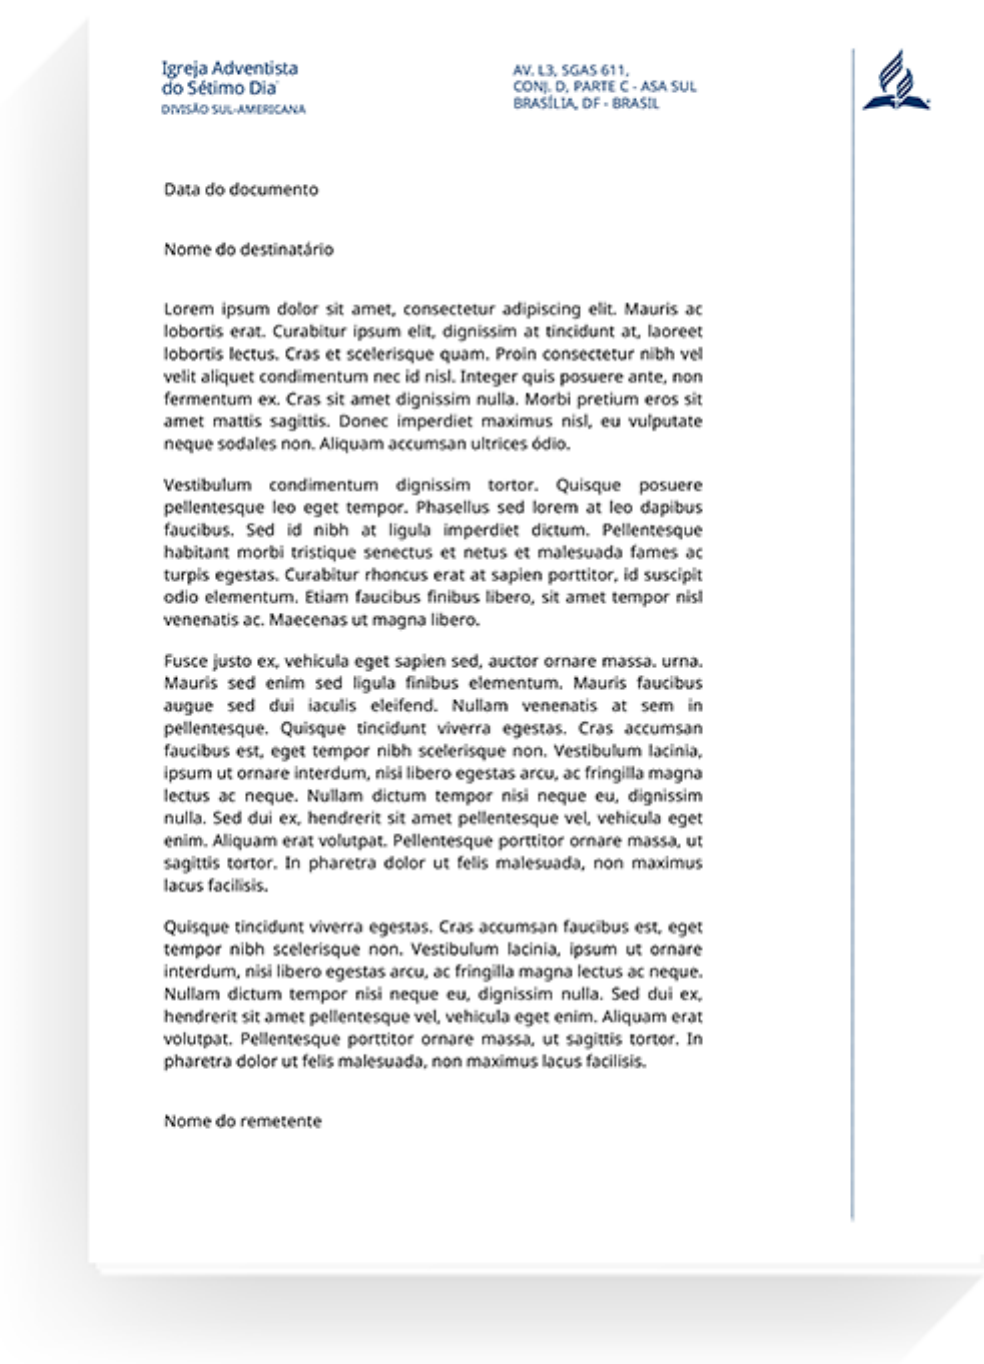 Igreja Adventista
do Sétimo Dia
DIVISÃO SUL-AMERICANA
AV. L3, SGAS 611,
CONJ. D, PARTE C - ASA SUL
BRASÍLIA, DF - BRASIL
Data do documento
Nome do destinatário
Lorem ipsum dolor sit amet, consectetur adipiscing elit. Mauris ac
lobortis erat. Curabitur ipsum elit, dignissim at tincidunt at, laoreet
lobortis lectus. Cras et scelerisque quam. Proin consectetur nibh vel
velit aliquet condimentum nec id nisl. Integer quis posuere ante, non
fermentum ex. Cras sit amet dignissim nulla. Morbi pretium eros sit
amet mattis sagittis. Donec imperdiet maximus nisl, eu vulputate
neque sodales non. Aliquam accumsan ultrices ódio.
Vestibulum condimentum dignissim tortor. Quisque posuere
pellentesque leo eget tempor. Phasellus sed lorem at leo dapibus
faucibus. Sed id nibh at ligula imperdiet dictum. Pellentesque
habitant morbi tristique senectus et netus et malesuada fames ac
turpis egestas. Curabitur rhoncus erat at sapien porttitor, id suscipit
odio elementum. Etiam faucibus finibus libero, sit amet tempor nisl
venenatis ac. Maecenas ut magna libero.
Fusce justo ex, vehicula eget sapien sed, auctor ornare massa. urna.
Mauris sed enim sed ligula finibus elementum. Mauris faucibus
augue sed dui iaculis eleifend. Nullam venenatis at sem in
pellentesque. Quisque tincidunt viverra egestas. Cras accumsan
faucibus est, eget tempor nibh scelerisque non. Vestibulum lacinia,
ipsum ut ornare interdum, nisi libero egestas arcu, ac fringilla magna
lectus ac neque. Nullam dictum tempor nisi neque eu, dignissim
nulla. Sed dui ex, hendrerit sit amet pellentesque vel, vehicula eget
enim. Aliquam erat volutpat. Pellentesque porttitor ornare massa, ut
sagittis tortor. In pharetra dolor ut felis malesuada, non maximus
lacus facilisis.
Quisque tincidunt viverra egestas. Cras accumsan faucibus est, eget
tempor nibh scelerisque non. Vestibulum lacinia, ipsum ut ornare
interdum, nisi libero egestas arcu, ac fringilla magna lectus ac neque.
Nullam dictum tempor nisi neque eu, dignissim nulla. Sed dui ex,
hendrerit sit amet pellentesque vel, vehicula eget enim. Aliquam erat
volutpat. Pellentesque porttitor ornare massa, ut sagittis tortor. In
pharetra dolor ut felis malesuada, non maximus lacus facilisis.
Nome do remetente